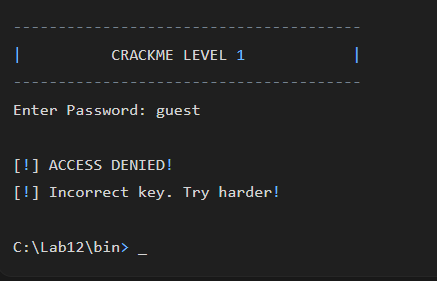 ---------------------------------------
|          CRACKME LEVEL 1            |
---------------------------------------
Enter Password: guest
[!] ACCESS DENIED!
[!] Incorrect key. Try harder!
C:\Lab12\bin> _